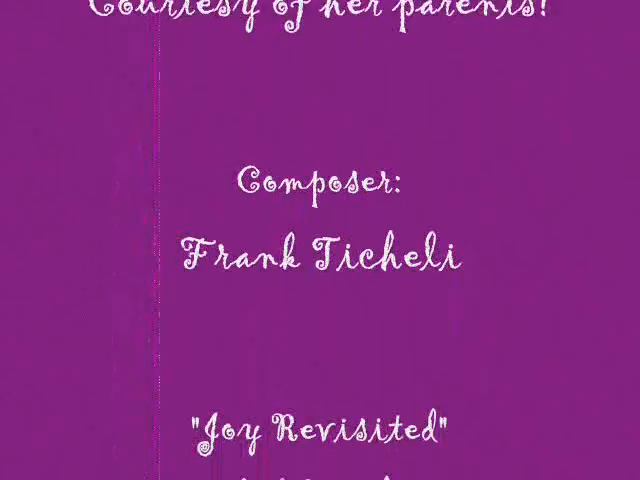 Courtesy of her parents!
Composer:
Frank Ticheli
"Joy Revisited"